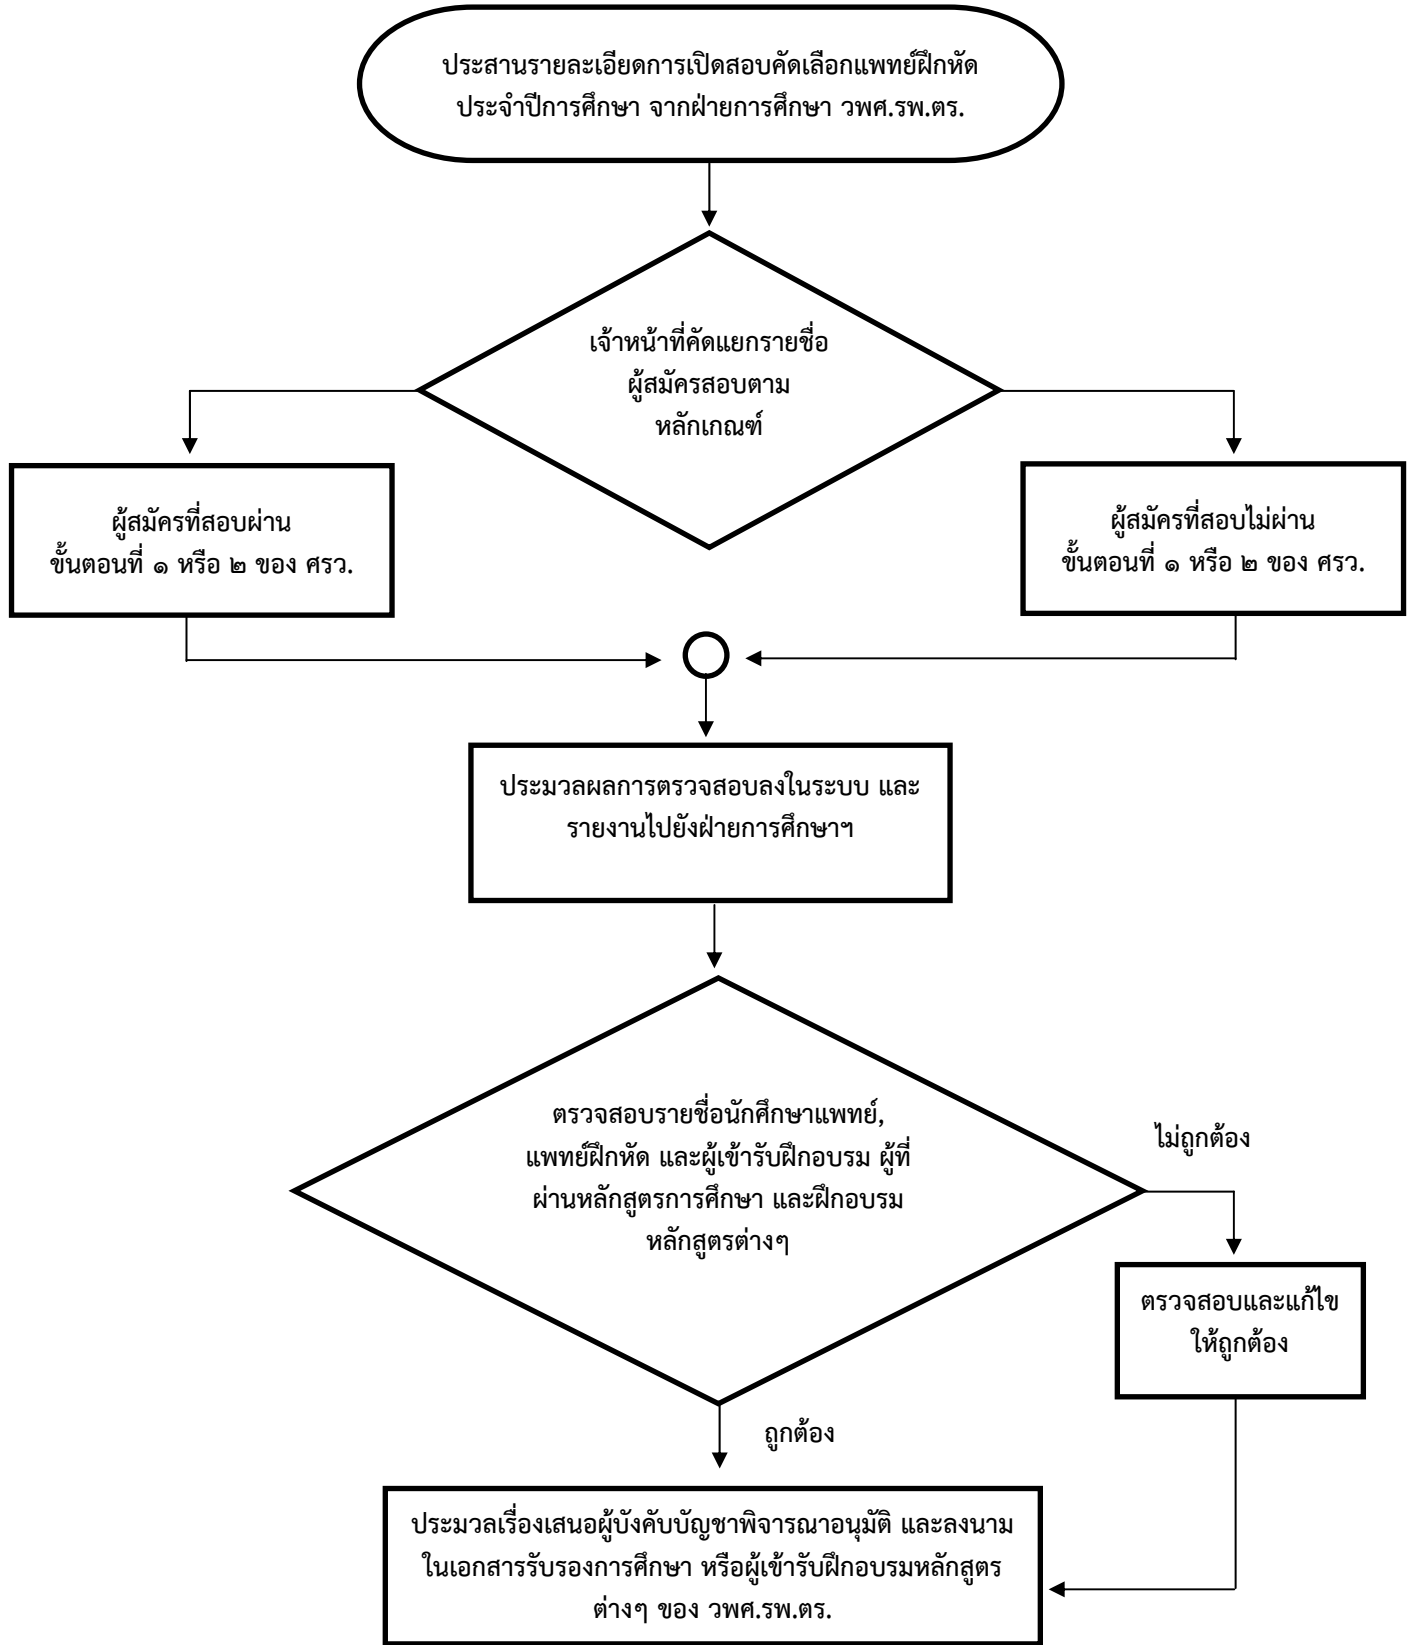 ประสานรายละเอียดการเปิดสอบคัดเลือกแพทย์ฝึกหัด
ประจำปีการศึกษา จากฝ่ายการศึกษา วพศ.รพ.ตร.
เจ้าหน้าที่คัดแยกรายชื่อ
ผู้สมัครสอบตาม
หลักเกณฑ์
ผู้สมัครที่สอบผ่าน
ขั้นตอนที่ ๑ หรือ ๒ ของ ศรว.
ผู้สมัครที่สอบไม่ผ่าน
ขั้นตอนที่ ๑ หรือ ๒ ของ ศรว.
ประมวลผลการตรวจสอบลงในระบบ และ
รายงานไปยังฝ่ายการศึกษาฯ
ตรวจสอบรายชื่อนักศึกษาแพทย์,
แพทย์ฝึกหัด และผู้เข้ารับฝึกอบรม ผู้ที่
ผ่านหลักสูตรการศึกษา และฝึกอบรม
หลักสูตรต่างๆ
ไม่ถูกต้อง
ตรวจสอบและแก้ไข
ให้ถูกต้อง
ถูกต้อง
ประมวลเรื่องเสนอผู้บังคับบัญชาพิจารณาอนุมัติ และลงนาม
ในเอกสารรับรองการศึกษา หรือผู้เข้ารับฝึกอบรมหลักสูตร
ต่างๆ ของ วพศ.รพ.ตร.